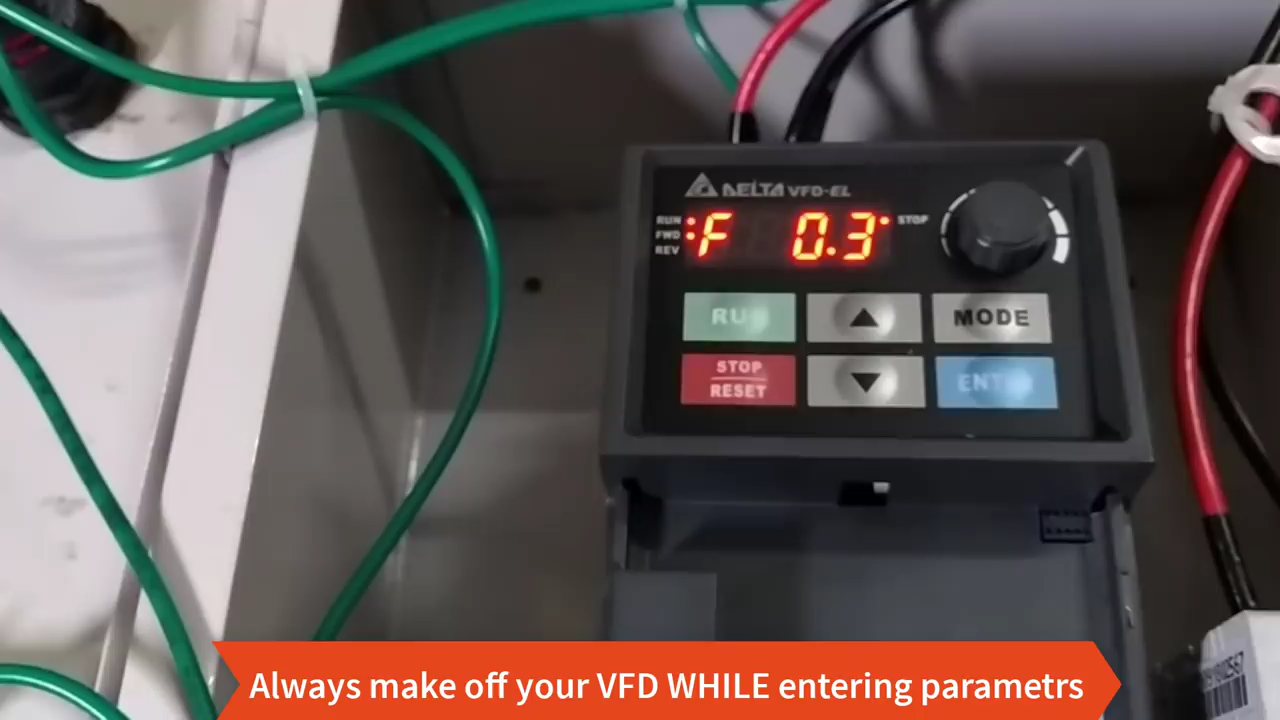 DELTA VFD-EL
RUN
FWD
REV
F 0.3
STOP
RUN
MODE
STOP
RESET
ENTER
Always make off your VFD WHILE entering parametrs